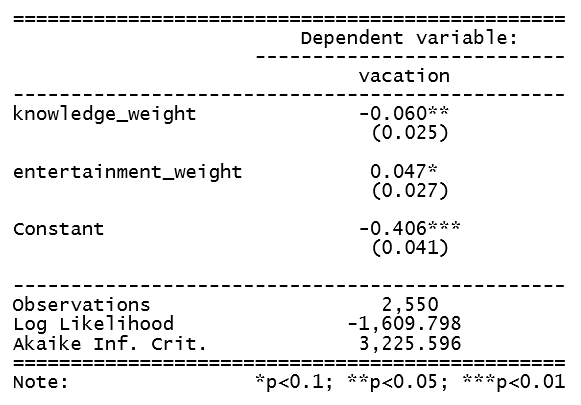 ==================================================
Dependent variable:
----------------------------
vacation
--------------------------------------------------
knowledge_weight -0.060**
(0.025)
entertainment_weight 0.047*
(0.027)
Constant -0.406***
(0.041)
--------------------------------------------------
Observations 2,550
Log Likelihood -1,609.798
Akaike Inf. Crit. 3,225.596
==================================================
Note: *p<0.1; **p<0.05; ***p<0.01